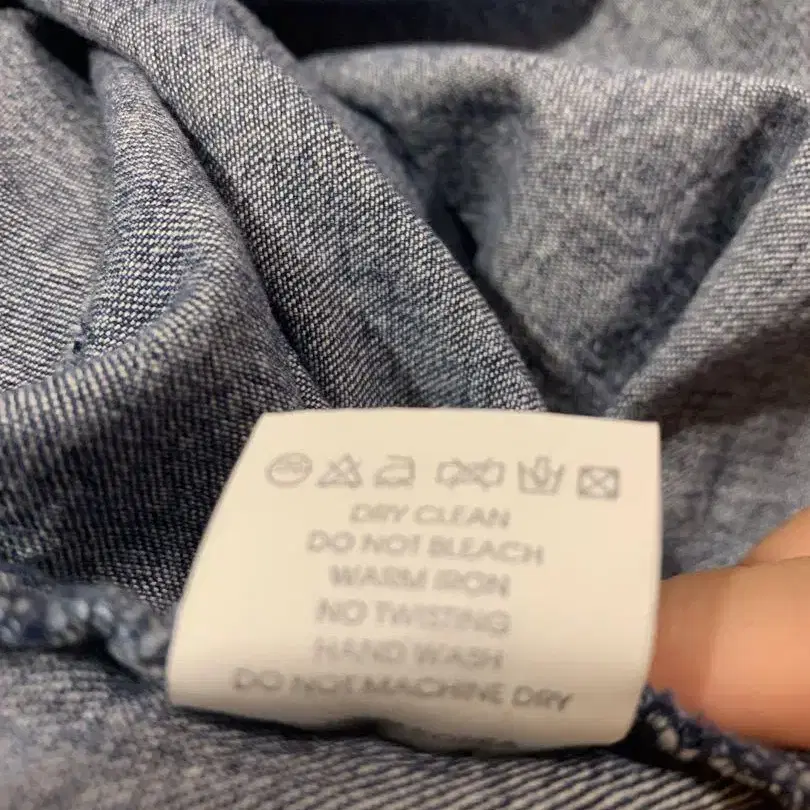 DRY CLEAN
DO NOT BLEACH
WARM IRON
NO TWISTING
HAND WASH
DO NOT MACHINE DRY